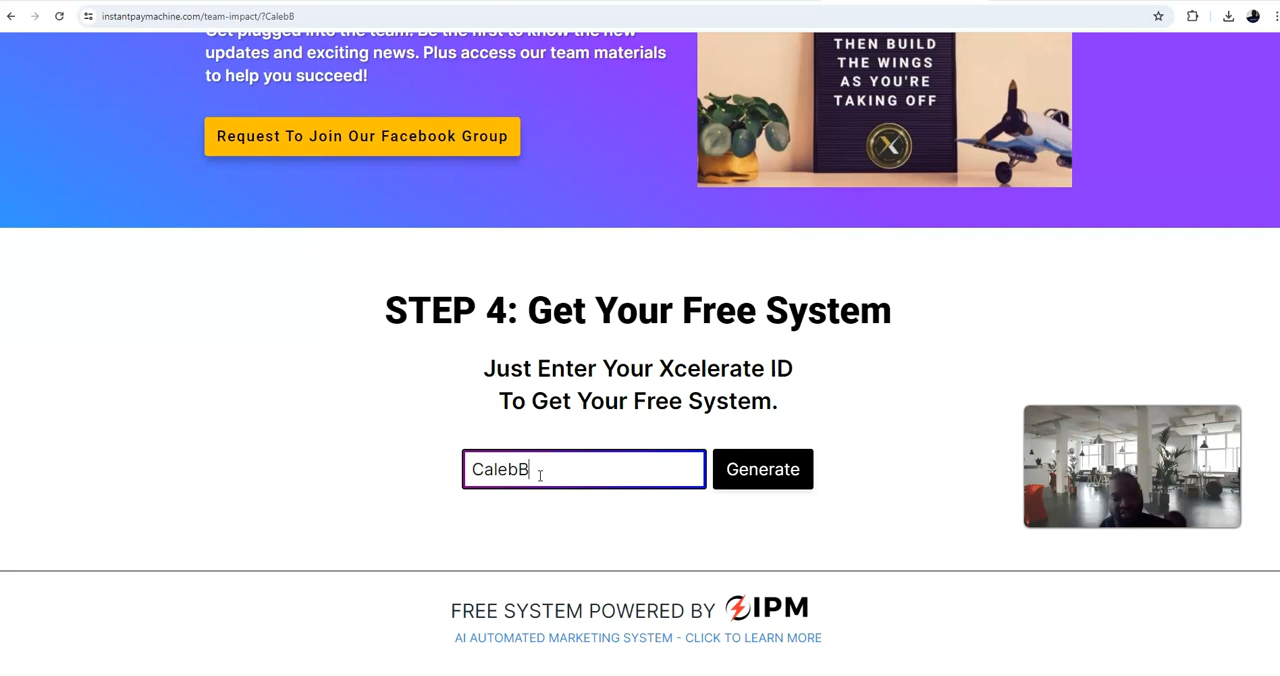 instantpaymachine.com/team-impact/?CalebB
Get plugged into the team. Be the first to know the new
updates and exciting news. Plus access our team materials
to help you succeed!
Request To Join Our Facebook Group
THEN BUILD
THE WINGS
AS YOU'RE
TAKING OFF
X
STEP 4: Get Your Free System
Just Enter Your Xcelerate ID
To Get Your Free System.
CalebB
Generate
FREE SYSTEM POWERED BY IPM
AI AUTOMATED MARKETING SYSTEM - CLICK TO LEARN MORE